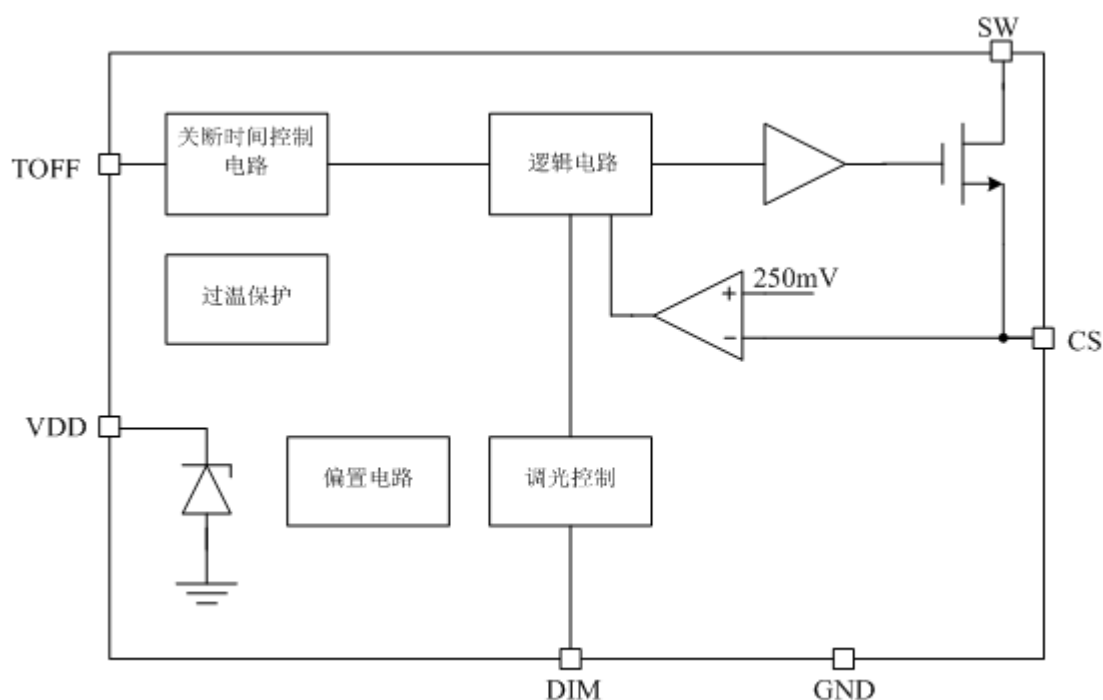 SW
关断时间控制
电路
逻辑电路
TOFF
过温保护
250mV
+
-
CS
VDD
偏置电路
调光控制
DIM
GND